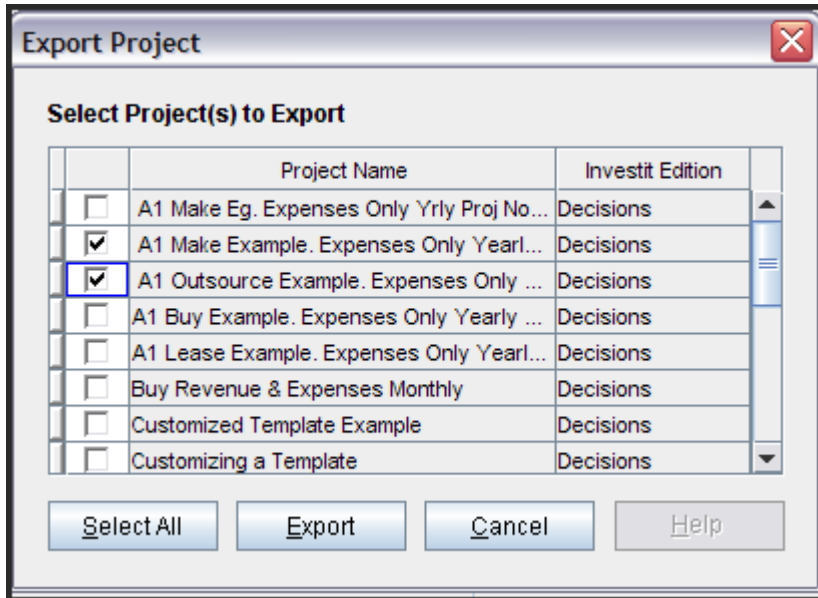 Export Project
Select Project(s) to Export
Project Name Investit Edition
A1 Make Eg. Expenses Only Yrly Proj No... Decisions
A1 Make Example. Expenses Only Yearl... Decisions
A1 Outsource Example. Expenses Only ... Decisions
A1 Buy Example. Expenses Only Yearly ... Decisions
A1 Lease Example. Expenses Only Yearl... Decisions
Buy Revenue & Expenses Monthly Decisions
Customized Template Example Decisions
Customizing a Template Decisions
Select All Export Cancel Help